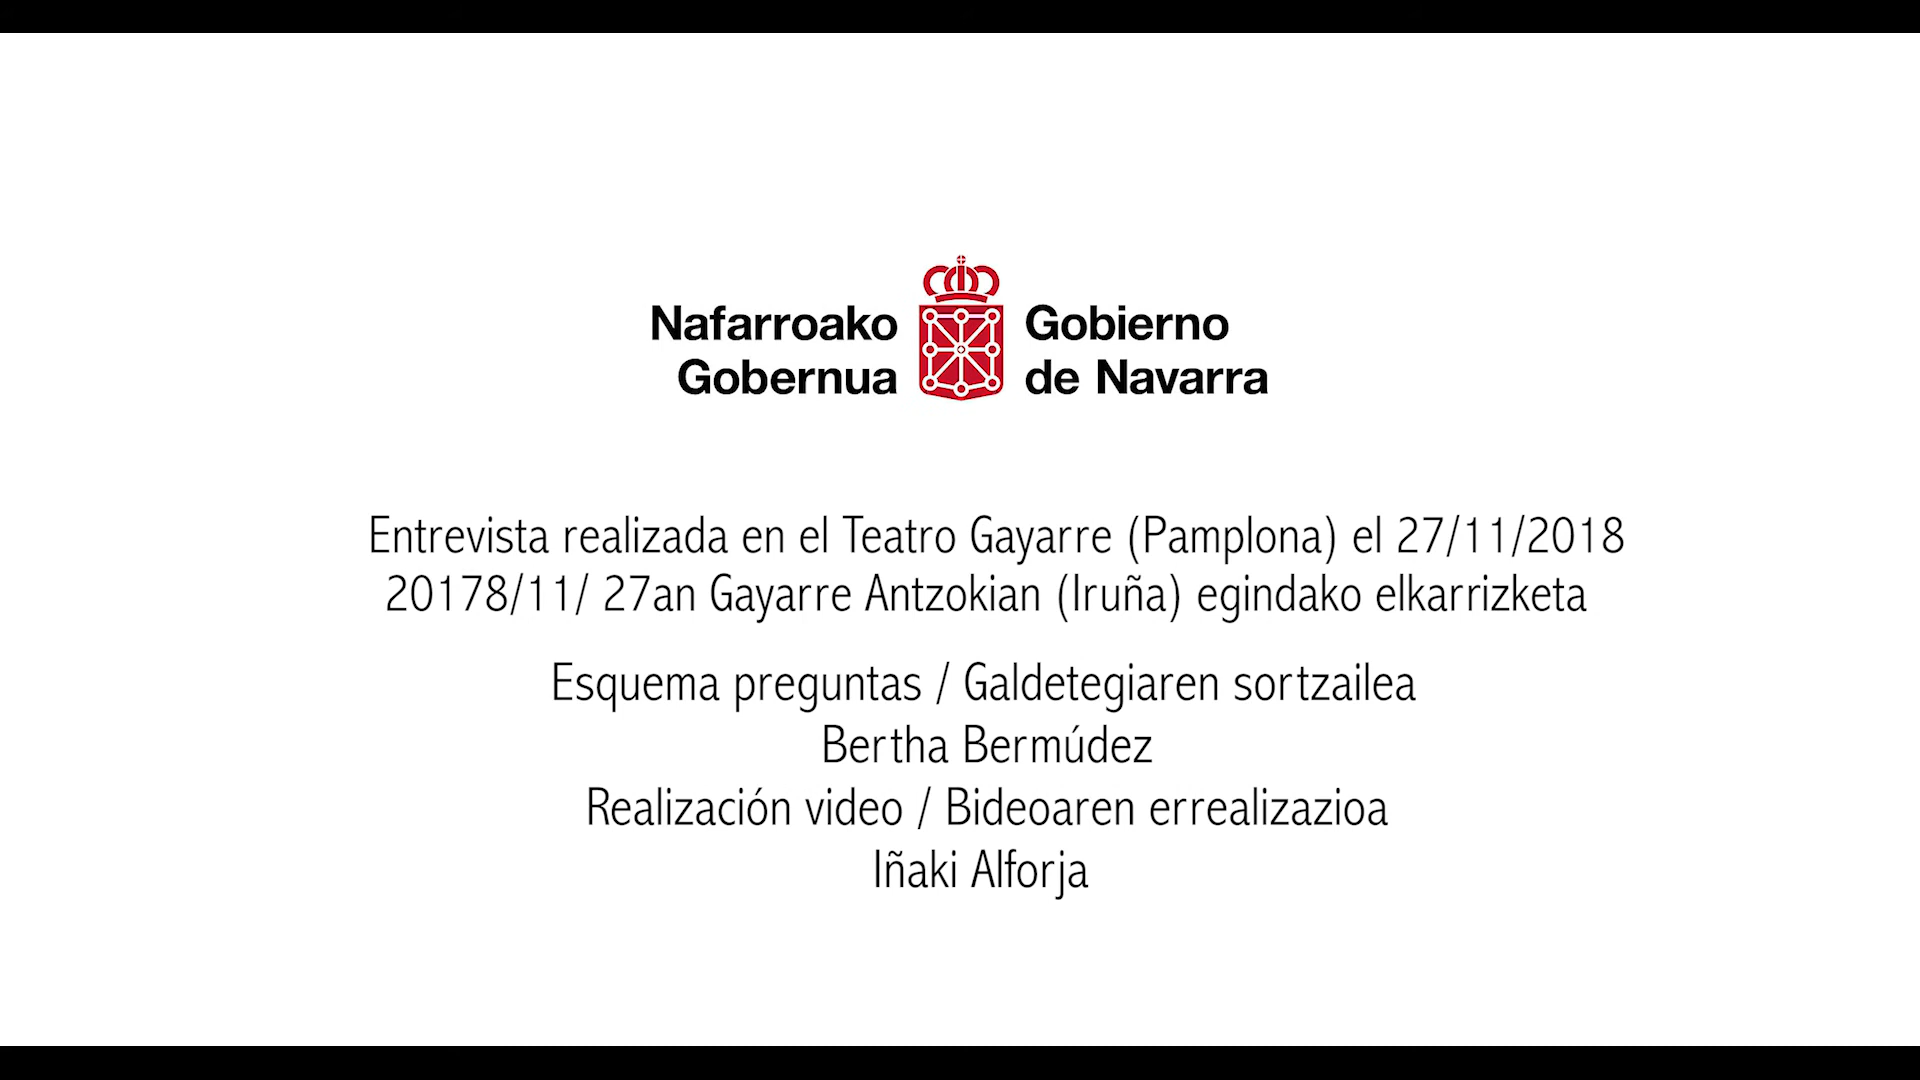 Nafarroako Gobierno
Gobernua de Navarra
Entrevista realizada en el Teatro Gayarre (Pamplona) el 27/11/2018
20178/11/ 27an Gayarre Antzokian (Iruña) egindako elkarrizketa
Esquema preguntas / Galdetegiaren sortzailea
Bertha Bermúdez
Realización video / Bideoaren errealizazioa
Iñaki Alforja